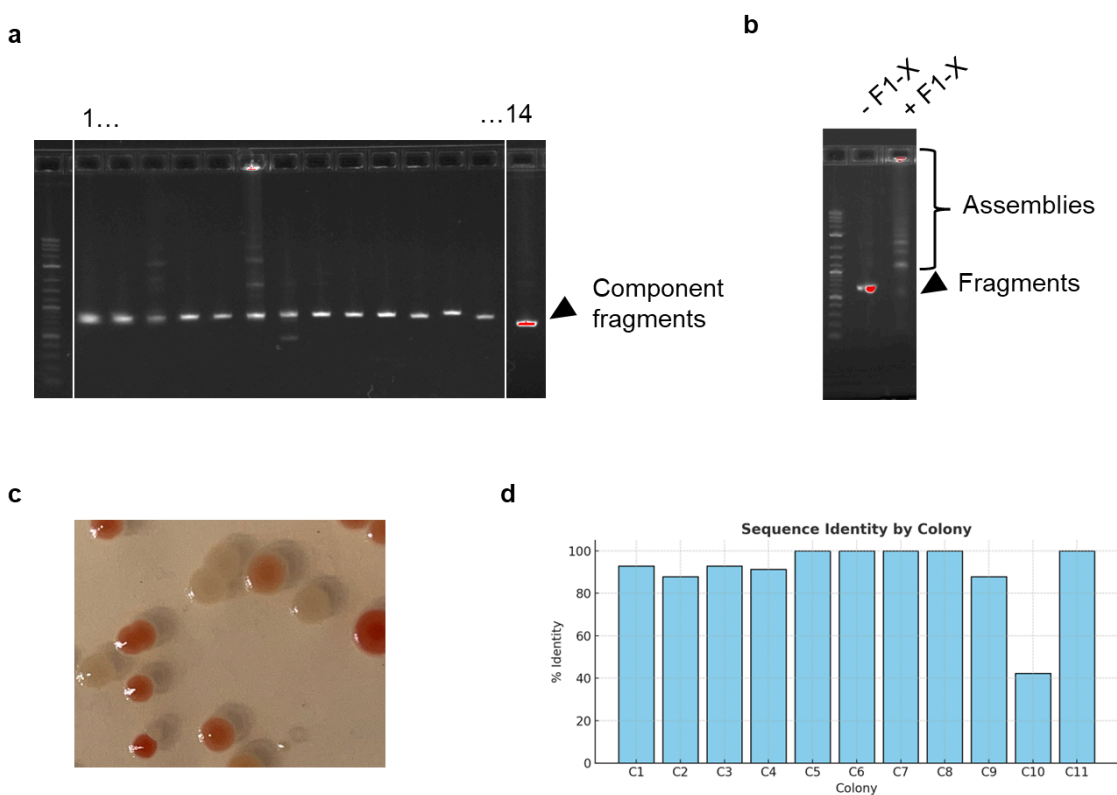 a
1...
...14
Component
fragments
b
- F1-X
+ F1-X
Assemblies
Fragments
c
d
Sequence Identity by Colony
% Identity
100
80
60
40
20
0
C1 C2 C3 C4 C5 C6 C7 C8 C9 C10 C11
Colony